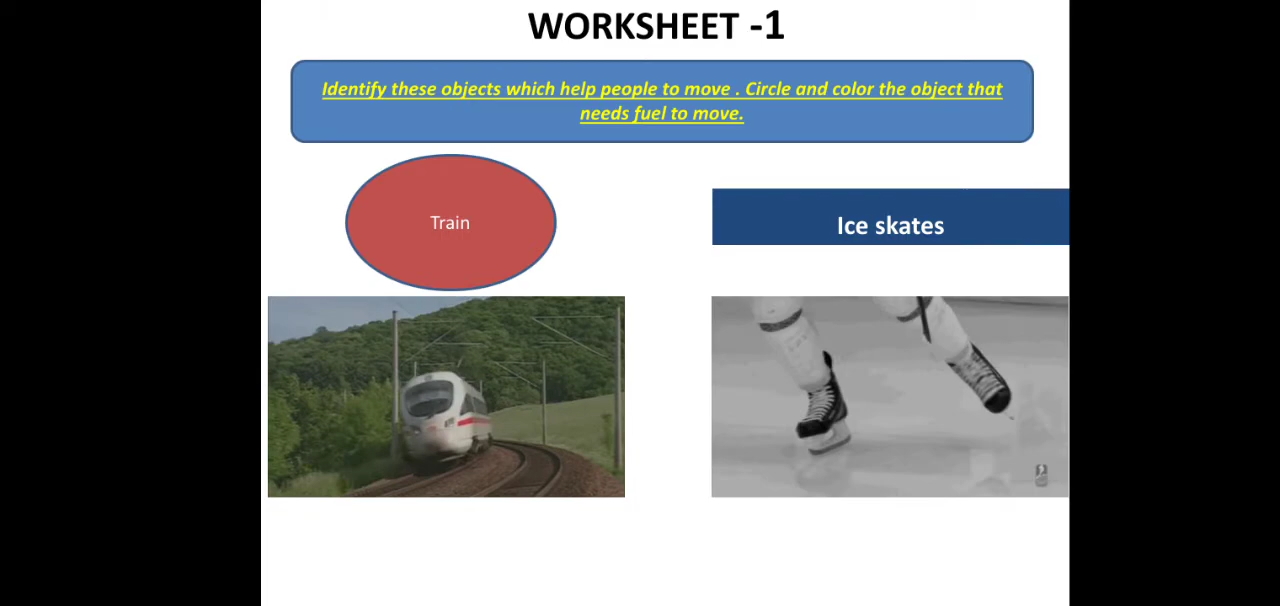 WORKSHEET -1
Identify these objects which help people to move . Circle and color the object that
needs fuel to move.
Train
Ice skates